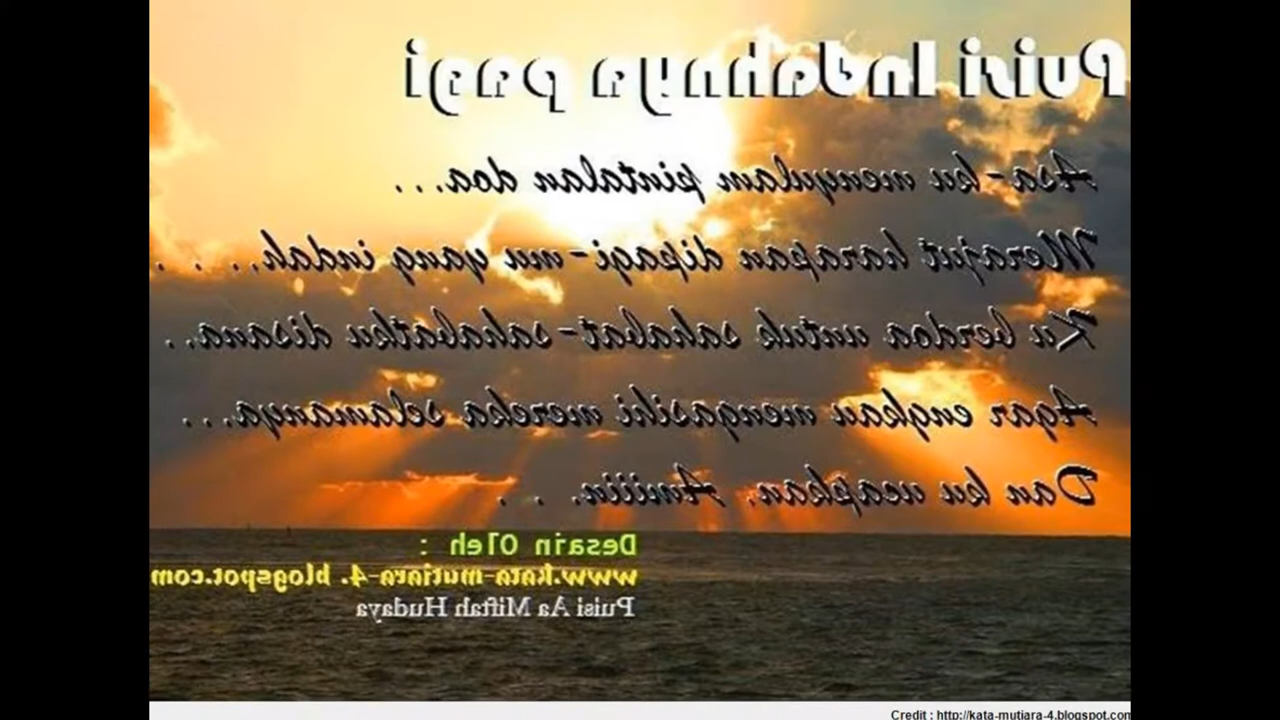 Puisi Indahnya pagi
Asa-ku menyulam pintalan doa...
Merajut harapan dipagi-mu yang indah. . . .
Ku berdoa untuk sahabat-sahabatku disana..
Agar engkau mengasihi mereka selamanya...
Dan ku ucapkan, Amiiin. . .
Desain Oleh :
www.kata-mutiara-4. blogspot.com
Puisi Aa Miftah Hudaya
Credit : http://kata-mutiara-4.blogspot.com